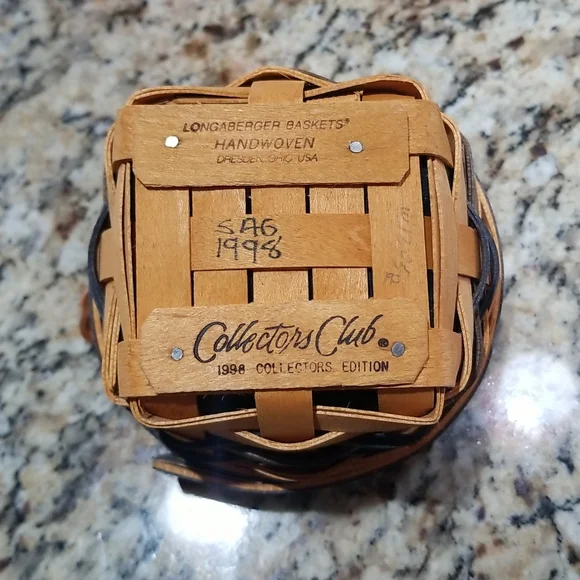 LONGABERGER BASKETS®
HANDWOVEN
DRESDEN, OHIO USA
SAG
1998
Collectors Club®
1998 COLLECTORS EDITION